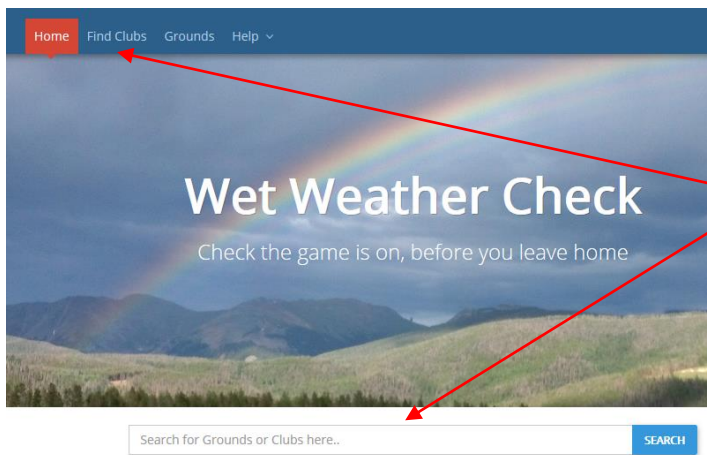 Home Find Clubs Grounds Help
Wet Weather Check
Check the game is on, before you leave home
Search for Grounds or Clubs here.. SEARCH